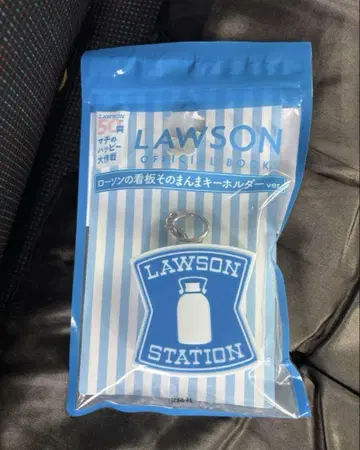 LAWSON
50周年
マチの
ハッピー
大作戦
LAWSON
OFFICIAL BOOK
ローソンの看板そのまんまキーホルダー ver.
LAWSON
STATION